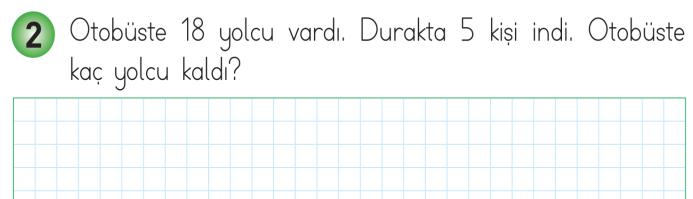 2 Otobüste 18 yolcu vardı. Durakta 5 kişi indi. Otobüste
kaç yolcu kaldı?